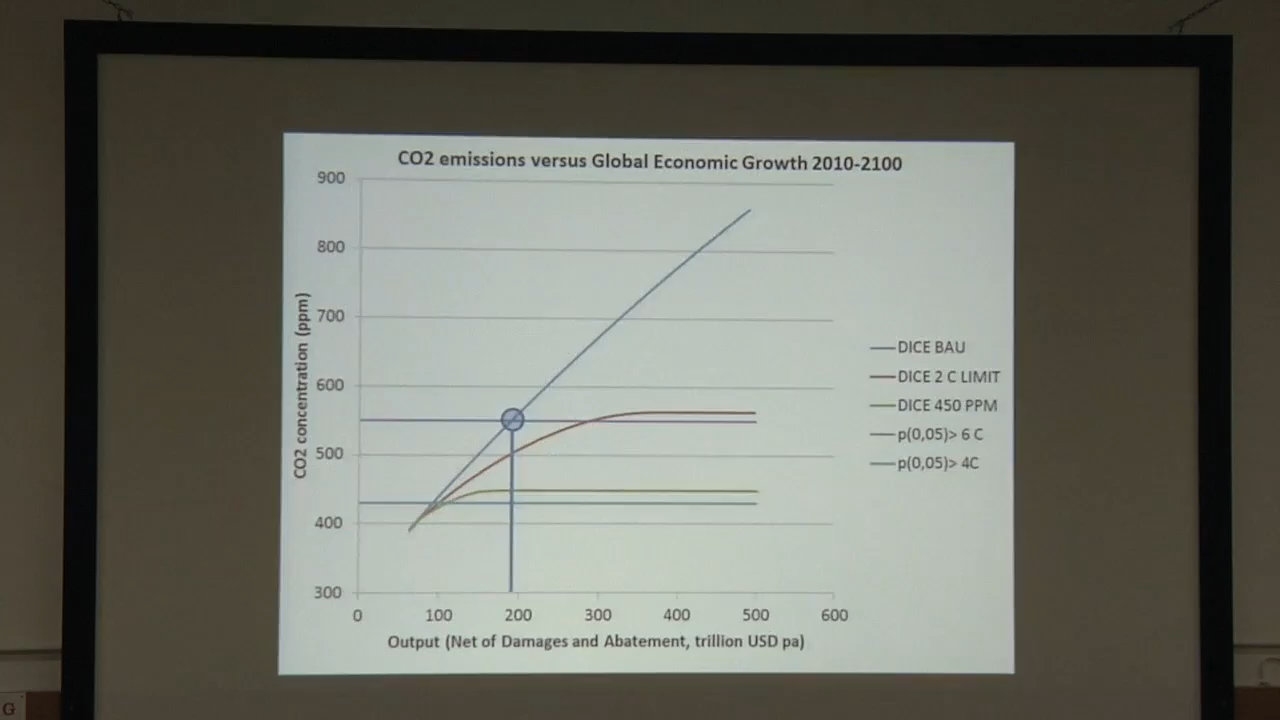 CO2 emissions versus Global Economic Growth 2010-2100
900
800
700
600
500
400
300
CO2 concentration (ppm)
0 100 200 300 400 500 600
Output (Net of Damages and Abatement, trillion USD pa)
DICE BAU
DICE 2 C LIMIT
DICE 450 PPM
p(0,05)> 6 C
p(0,05)> 4C
G